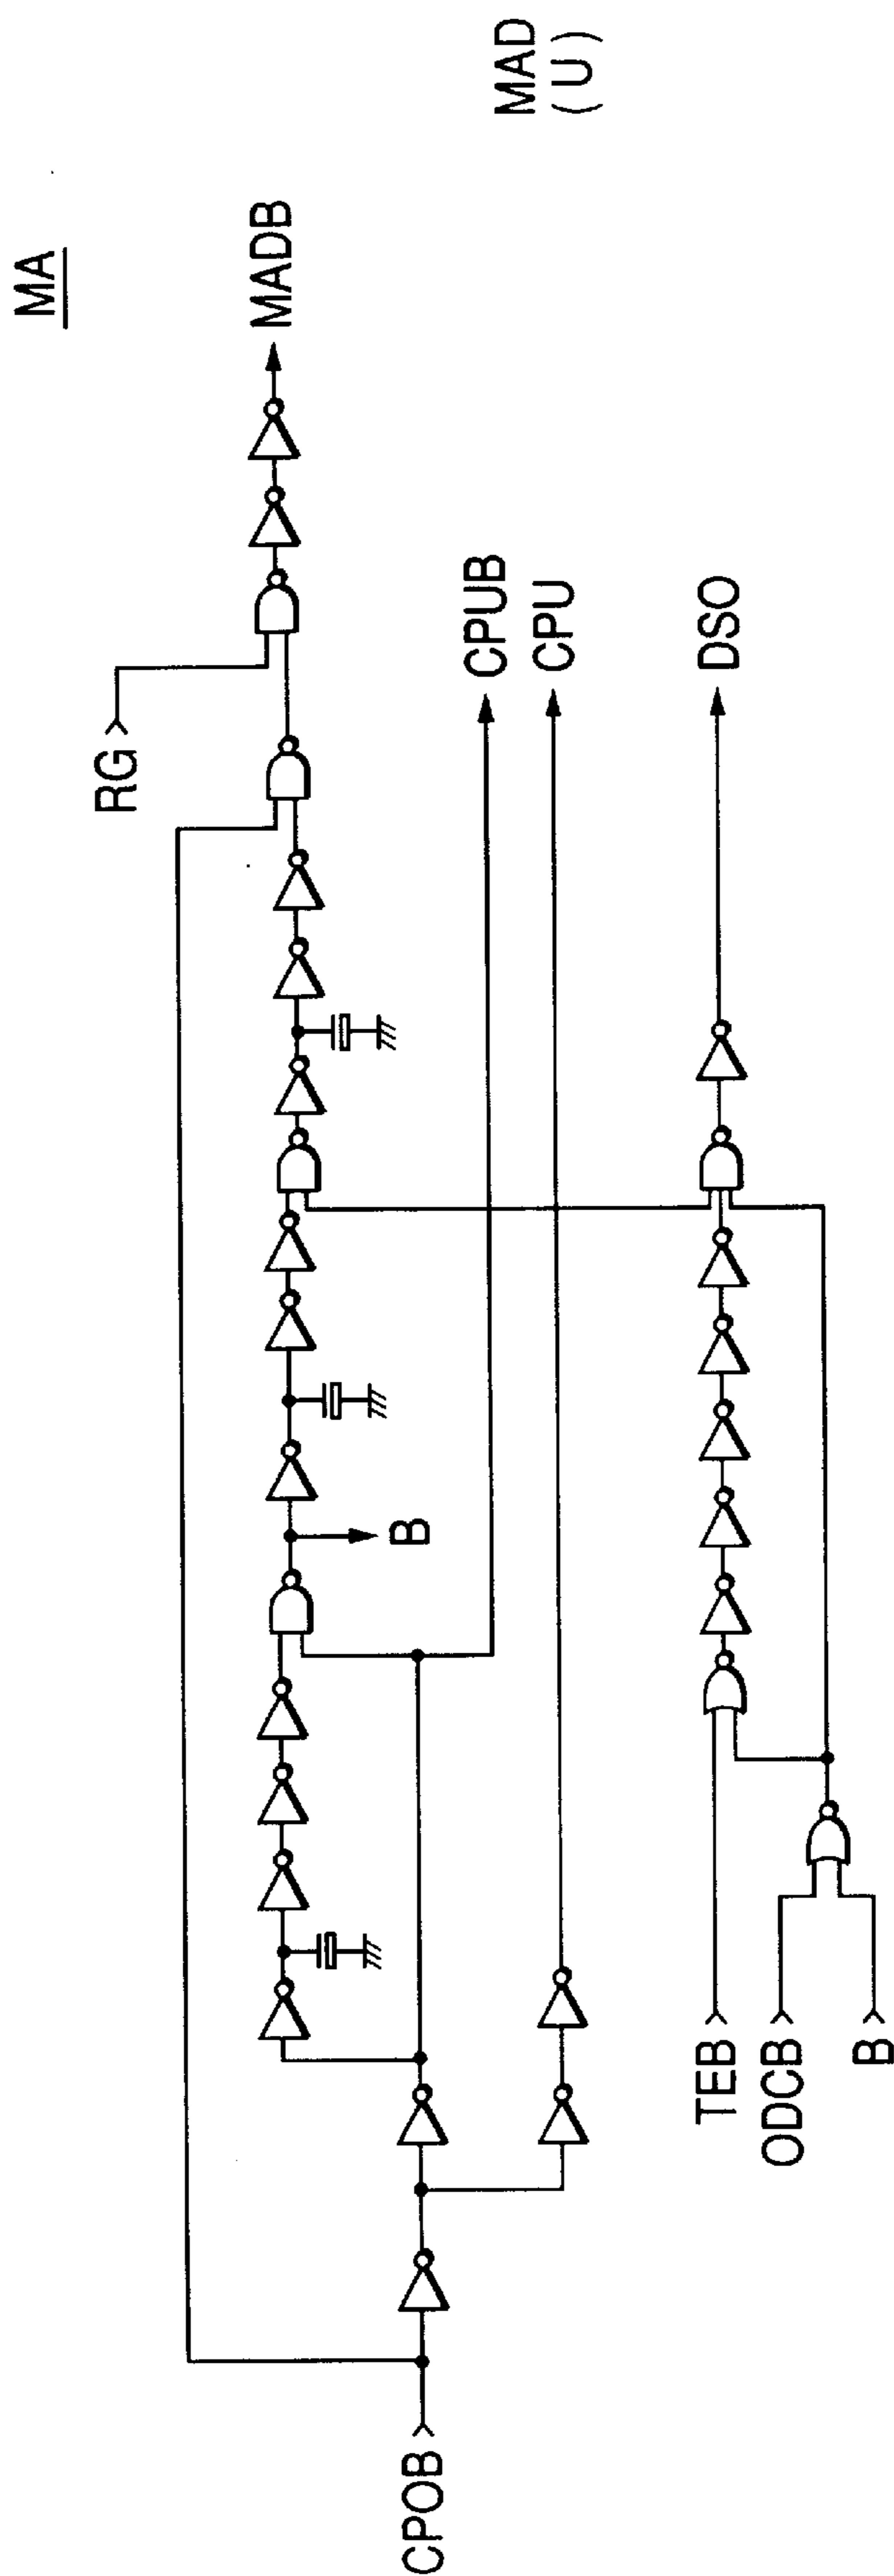 MA
MADB
MAD
(U)
RG
CPUB
CPU
DSO
B
TEB
ODCB
B
CPOB